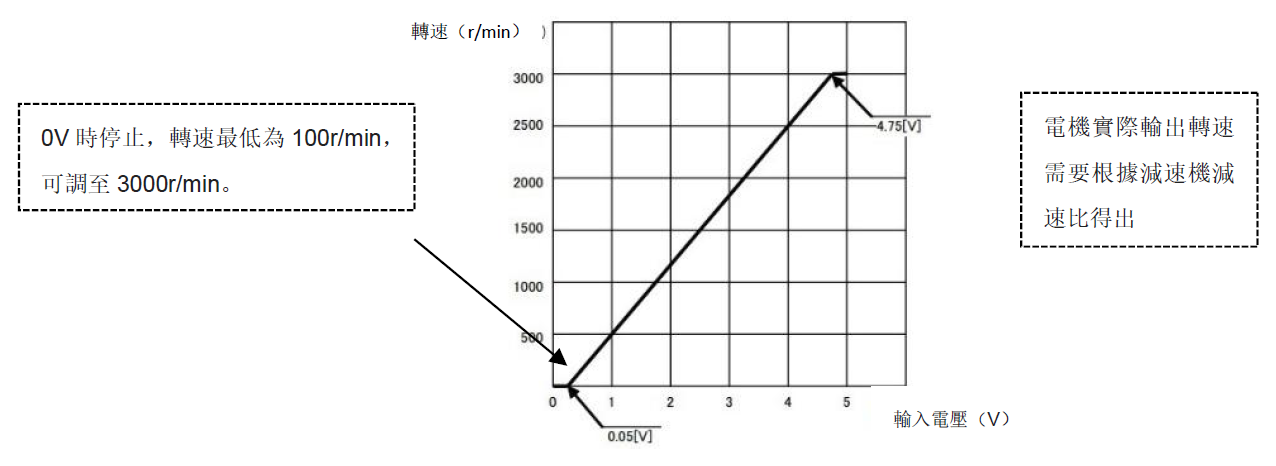 轉速（r/min） )
0V 時停止，轉速最低為 100r/min，
可調至 3000r/min。
3000
2500
2000
1500
1000
500
4.75[V]
電機實際輸出轉速
需要根據減速機減
速比得出
0
1
2
3
4
5
輸入電壓（V）
0.05[V]